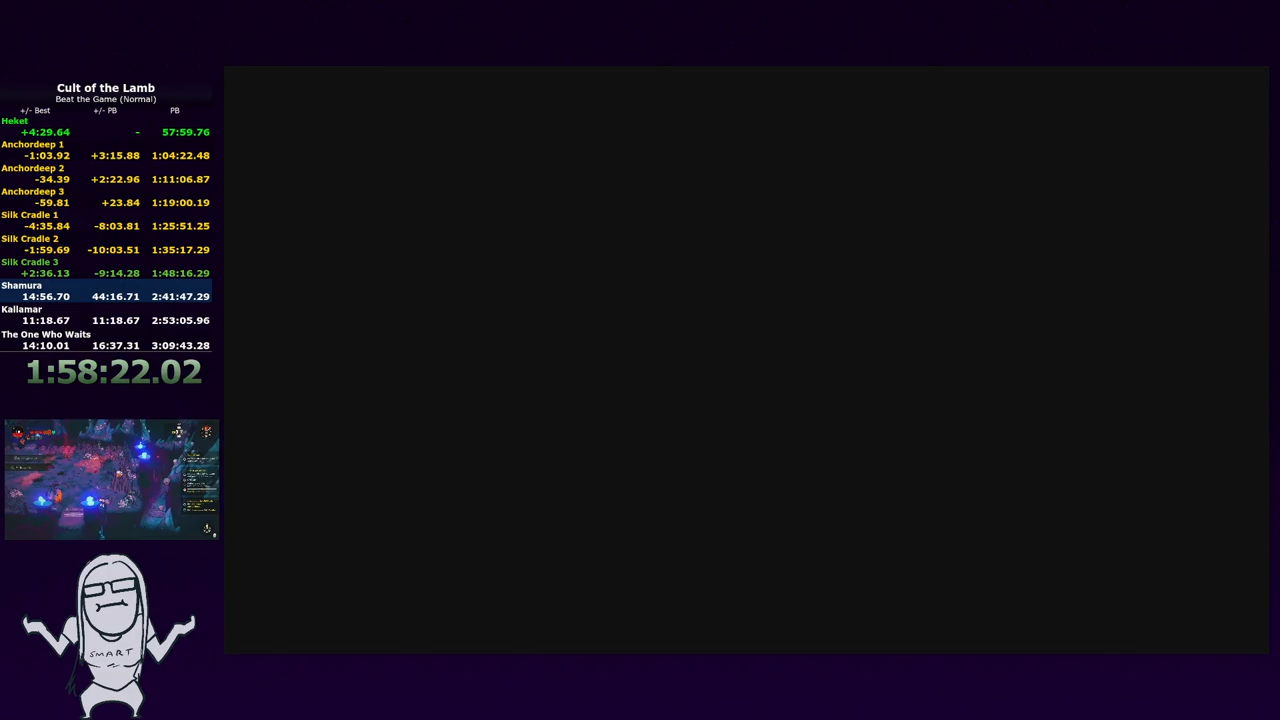 Cult of the Lamb
Beat the Game (Normal)
+/- Best +/- PB PB
Heket
+4:29.64 - 57:59.76
Anchordeep 1
-1:03.92 +3:15.88 1:04:22.48
Anchordeep 2
-34.39 +2:22.96 1:11:06.87
Anchordeep 3
-59.81 +23.84 1:19:00.19
Silk Cradle 1
-4:35.84 -8:03.81 1:25:51.25
Silk Cradle 2
-1:59.69 -10:03.51 1:35:17.29
Silk Cradle 3
+2:36.13 -9:14.28 1:48:16.29
Shamura
14:56.70 44:16.71 2:41:47.29
Kallamar
11:18.67 11:18.67 2:53:05.96
The One Who Waits
14:10.01 16:37.31 3:09:43.28
1:58:22.02
SMART